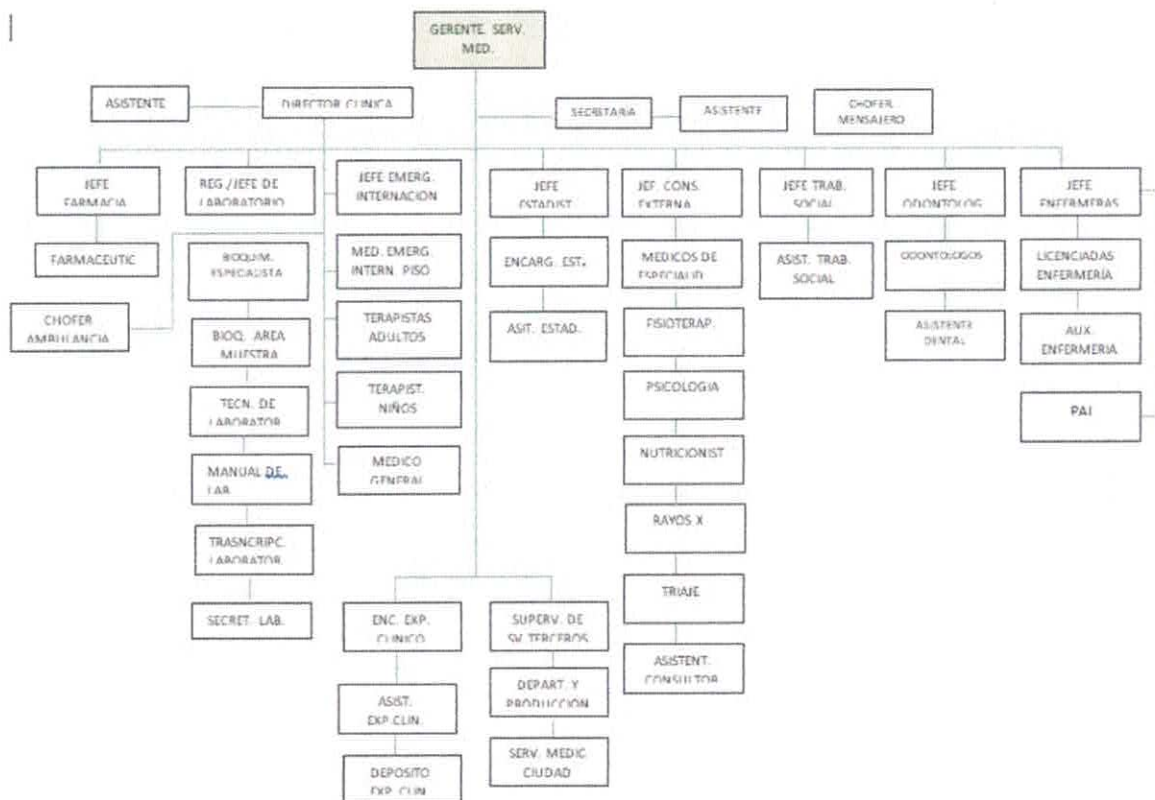 GERENTE. SERV.
MED.
ASISTENTE
DIRECTOR CLINICA
SECRETARIA
ASISTENTE
CHOFER
MENSAJERO
JEFE
FARMACIA
REG./JEFE DE
LABORATORIO
JEFE EMERG.
INTERNACION
JEFE
ESTADIST
JEF. CONS.
EXTERNA
JEFE TRAB.
SOCIAL
JEFE
ODONTOLOG
JEFE
ENFERMERAS
FARMACEUTIC
BIOQUIM.
ESPECIALISTA
MED. EMERG.
INTERN. PISO
ENCARG. EST.
MEDICOS DE
ESPECIALID
ASIST. TRAB.
SOCIAL
ODONTOLOGOS
LICENCIADAS
ENFERMERÍA
CHOFER
AMBULANCIA
BIOQ. AREA
MUESTRA
TERAPISTAS
ADULTOS
ASIT. ESTAD.
FISIOTERAP.
ASISTENTE
DENTAL
AUX.
ENFERMERIA
TECN. DE
LABORATOR
TERAPIST.
NIÑOS
PSICOLOGIA
PAI
MANUAL DE
LAB
MEDICO
GENERAL
NUTRICIONIST
TRASNCRIPC.
LABORATOR
RAYOS X
SECRET. LAB.
ENC. EXP.
CLINICO
SUPERV. DE
SV TERCEROS
TRIAJE
ASIST.
EXP.CLIN.
DEPART. Y
PRODUCCION
ASISTENT.
CONSULTOR
DEPOSITO
EXP. CLIN.
SERV. MEDIC
CIUDAD